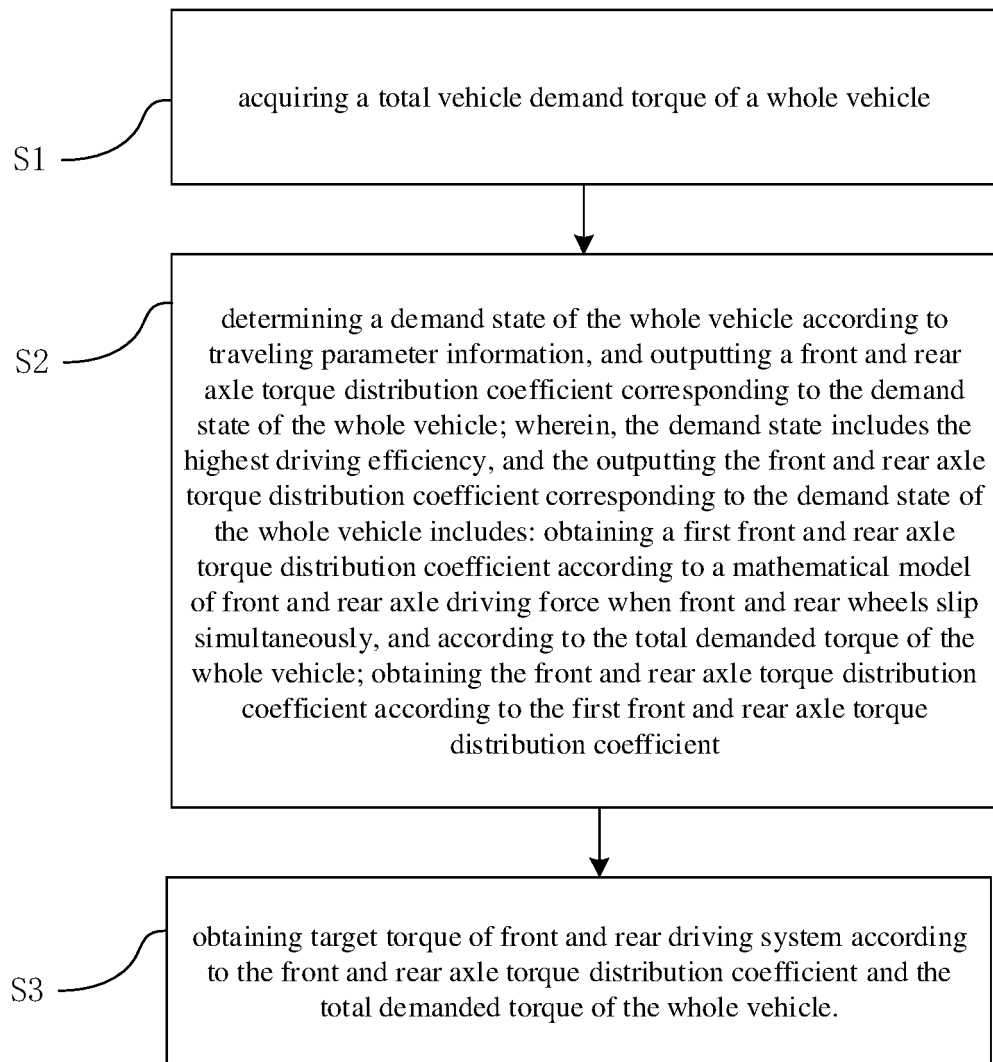 acquiring a total vehicle demand torque of a whole vehicle
S1
determining a demand state of the whole vehicle according to
traveling parameter information, and outputting a front and rear
axle torque distribution coefficient corresponding to the demand
state of the whole vehicle; wherein, the demand state includes the
highest driving efficiency, and the outputting the front and rear axle
torque distribution coefficient corresponding to the demand state of
the whole vehicle includes: obtaining a first front and rear axle
torque distribution coefficient according to a mathematical model
of front and rear axle driving force when front and rear wheels slip
simultaneously, and according to the total demanded torque of the
whole vehicle; obtaining the front and rear axle torque distribution
coefficient according to the first front and rear axle torque
distribution coefficient
S2
obtaining target torque of front and rear driving system according
to the front and rear axle torque distribution coefficient and the
total demanded torque of the whole vehicle.
S3